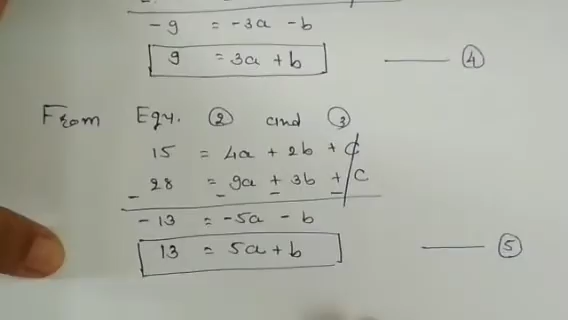 -9 = -3a - b
9 = 3a + b ④
From Equ. ② and ③
15 = 4a + 2b + C
- 28 = 9a + 3b + C
- - -
-13 = -5a - b
13 = 5a + b ⑤